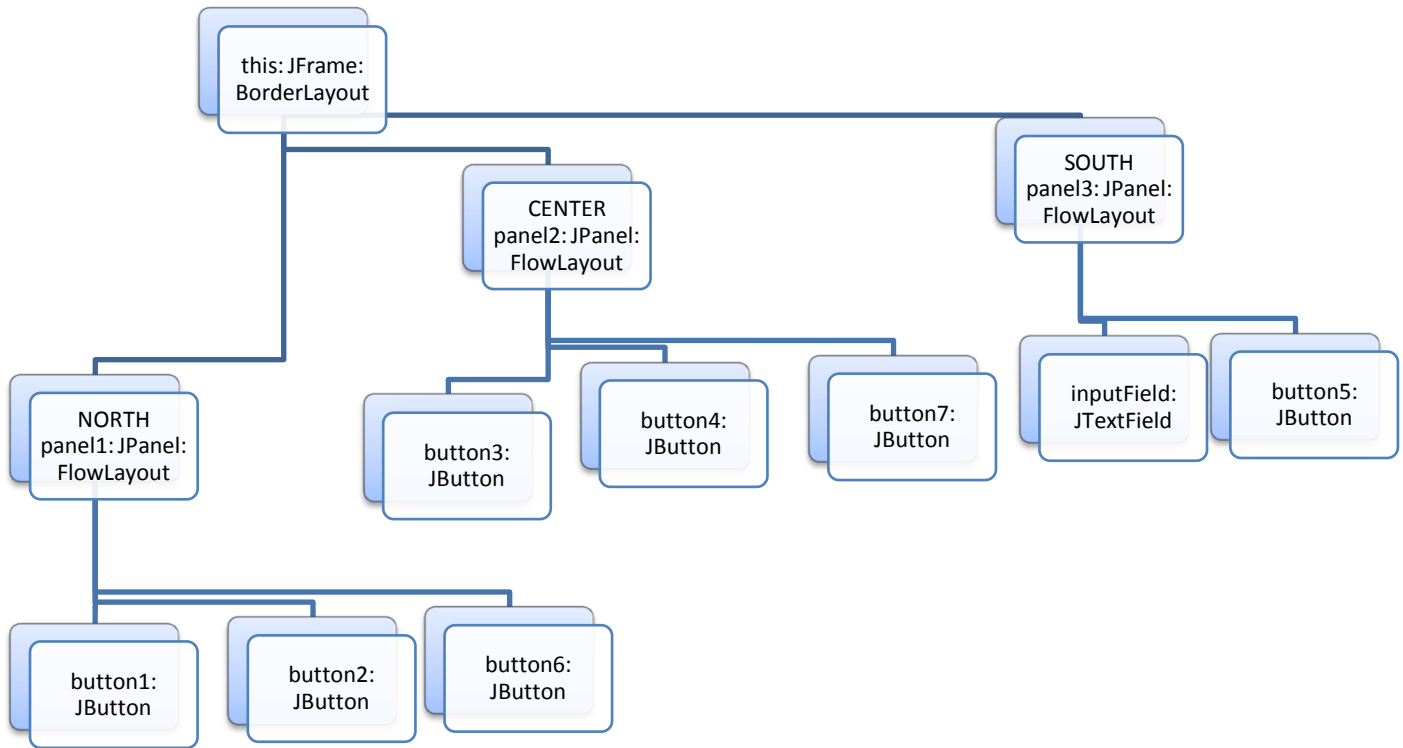 this: JFrame:
BorderLayout
SOUTH
panel3: JPanel:
FlowLayout
CENTER
panel2: JPanel:
FlowLayout
NORTH
panel1: JPanel:
FlowLayout
button3:
JButton
button4:
JButton
button7:
JButton
inputField:
JTextField
button5:
JButton
button1:
JButton
button2:
JButton
button6:
JButton